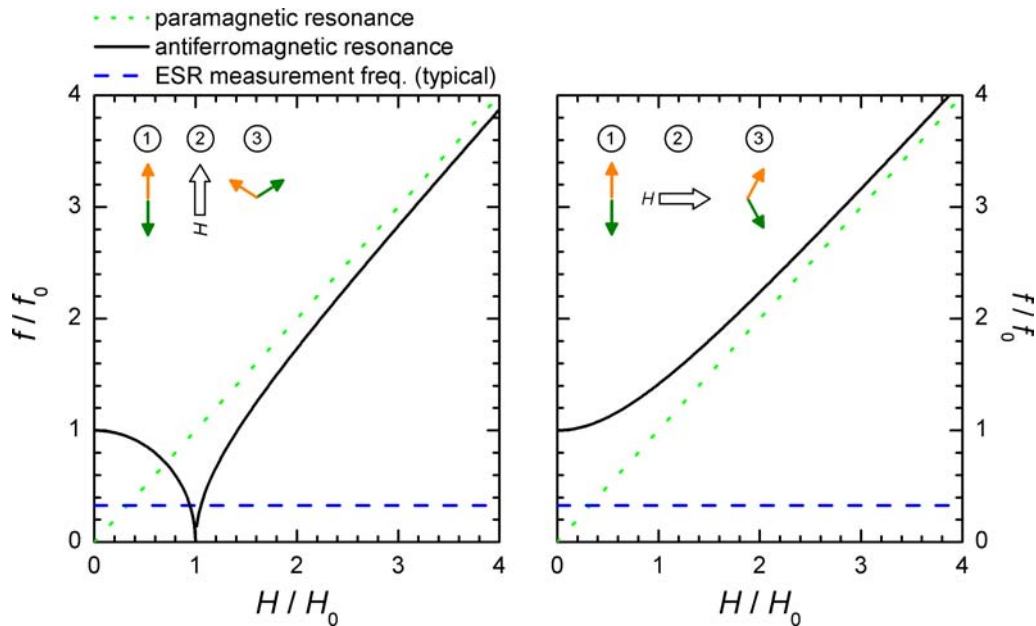 paramagnetic resonance
antiferromagnetic resonance
ESR measurement freq. (typical)
4
3
2
1
0
f / f0
1 2 3
H
0 1 2 3 4
H / H0
1 2 3
H
4
3
2
1
0
f / f0
0 1 2 3 4
H / H0